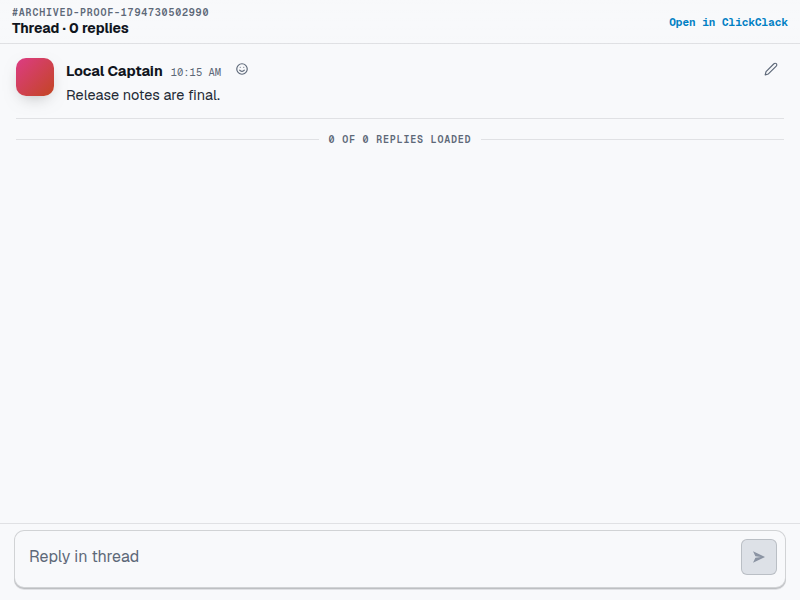 #ARCHIVED-PROOF-1794730502990
Thread · 0 replies
Open in ClickClack
Local Captain 10:15 AM
Release notes are final.
0 OF 0 REPLIES LOADED
Reply in thread